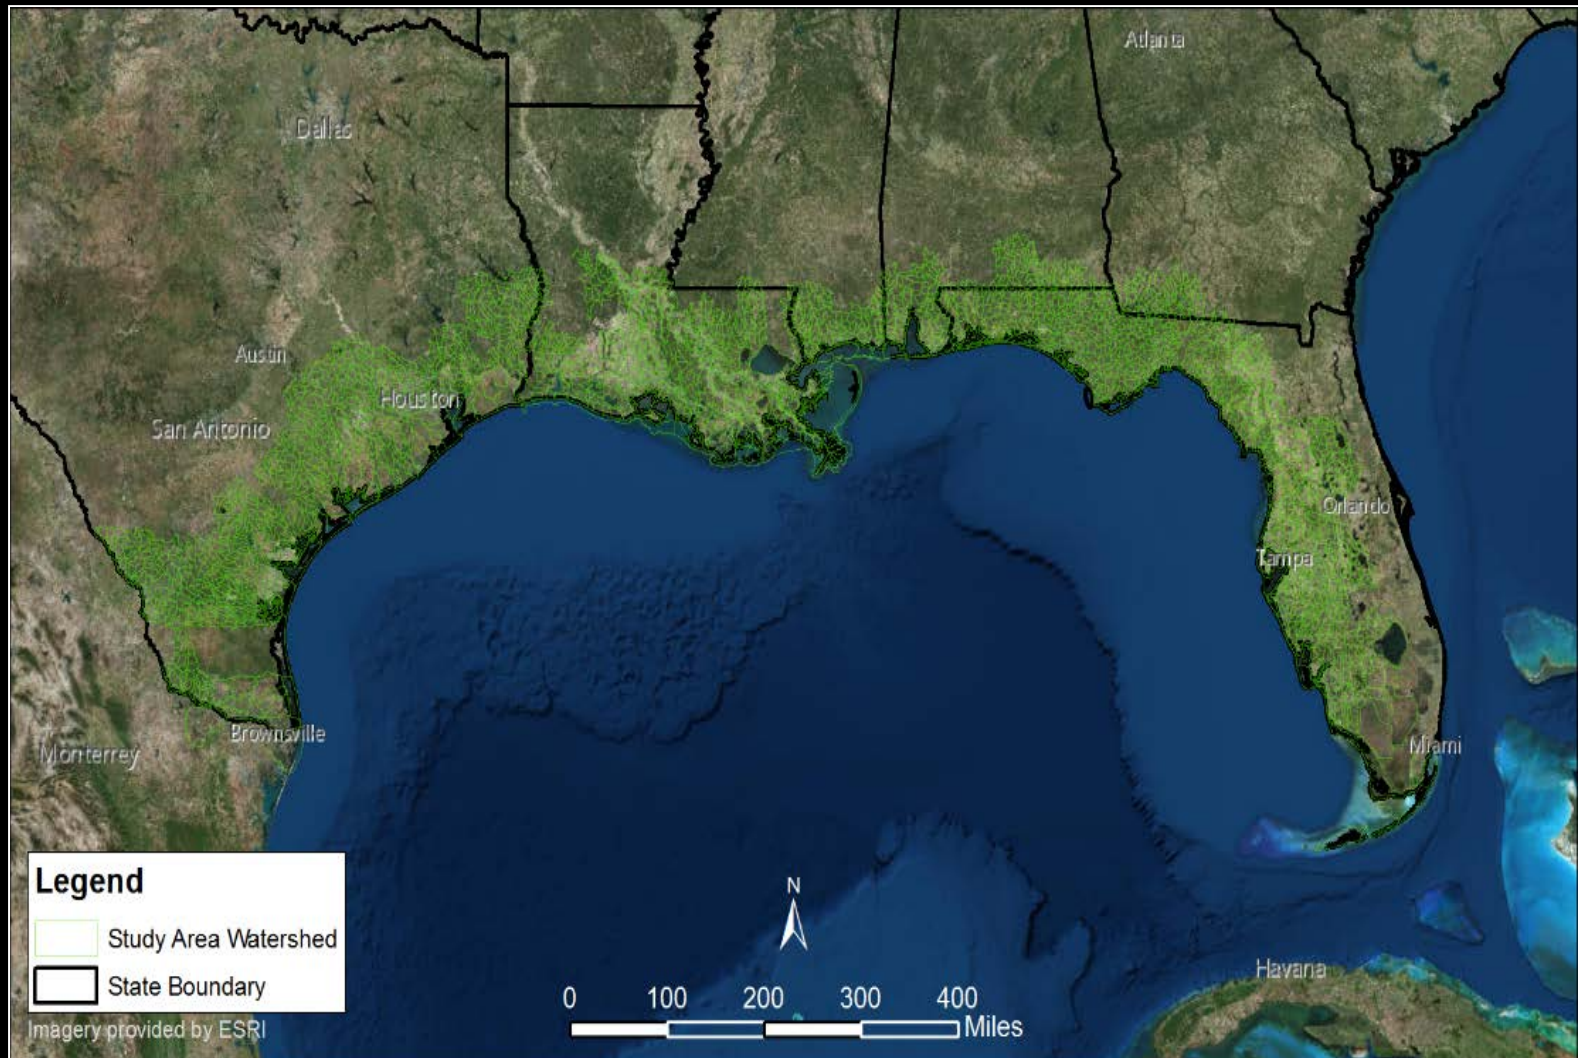 Atlanta
Dallas
Austin
Houston
San Antonio
Orlando
Tampa
Brownsville
Monterrey
Miami
Legend
Study Area Watershed
State Boundary
Imagery provided by ESRI
N
0 100 200 300 400
Miles
Havana